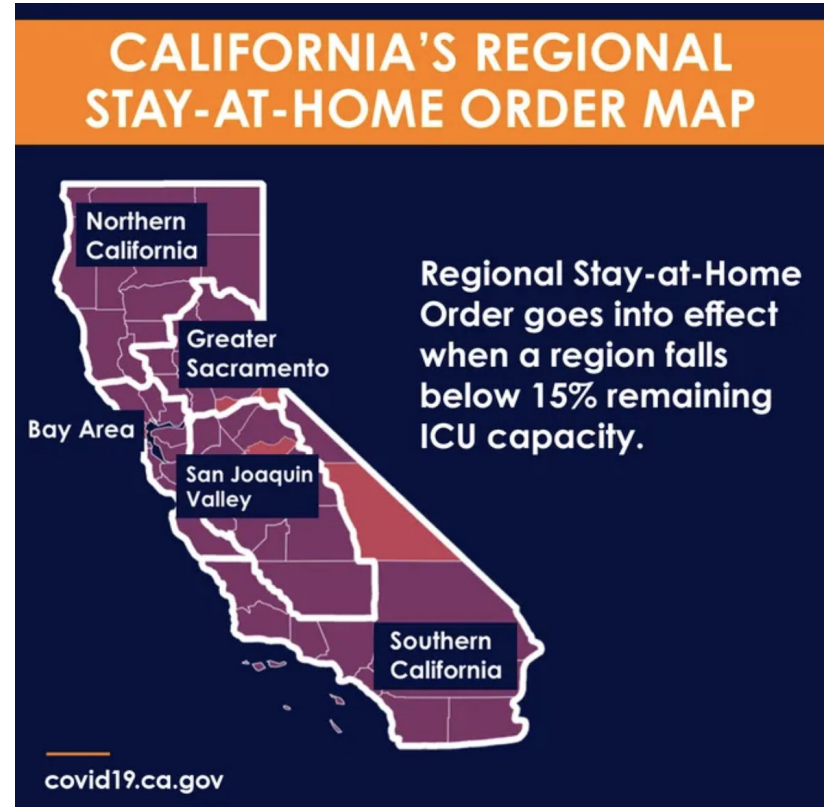 CALIFORNIA'S REGIONAL
STAY-AT-HOME ORDER MAP
Northern
California
Greater
Sacramento
Bay Area
San Joaquin
Valley
Southern
California
Regional Stay-at-Home
Order goes into effect
when a region falls
below 15% remaining
ICU capacity.
covid19.ca.gov